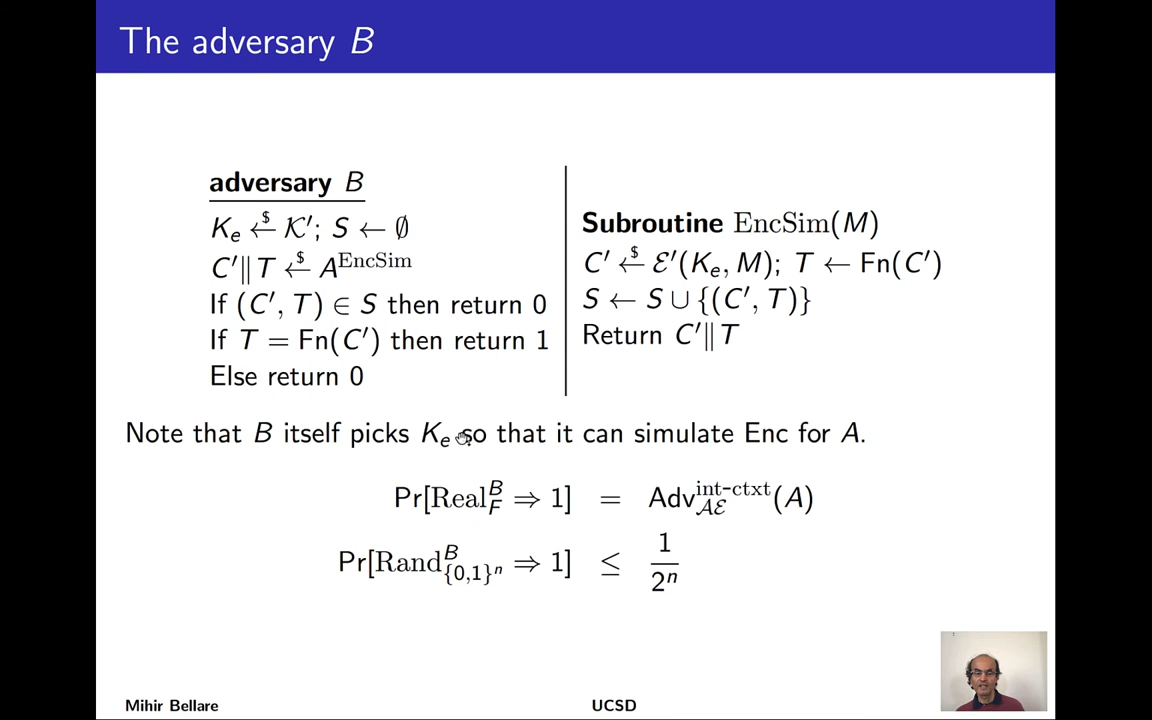 The adversary B
adversary B
K_e ←$ 𝒦′; S ← ∅
C′‖T ←$ A^EncSim
If (C′, T) ∈ S then return 0
If T = Fn(C′) then return 1
Else return 0
Subroutine EncSim(M)
C′ ←$ ℰ′(K_e, M); T ← Fn(C′)
S ← S ∪ {(C′, T)}
Return C′‖T
Note that B itself picks K_e so that it can simulate Enc for A.
Pr[Real_F^B ⇒ 1] = Adv_𝒜ℰ^int-ctxt(A)
Pr[Rand_{0,1}^n^B ⇒ 1] ≤ 1/2^n
Mihir Bellare UCSD